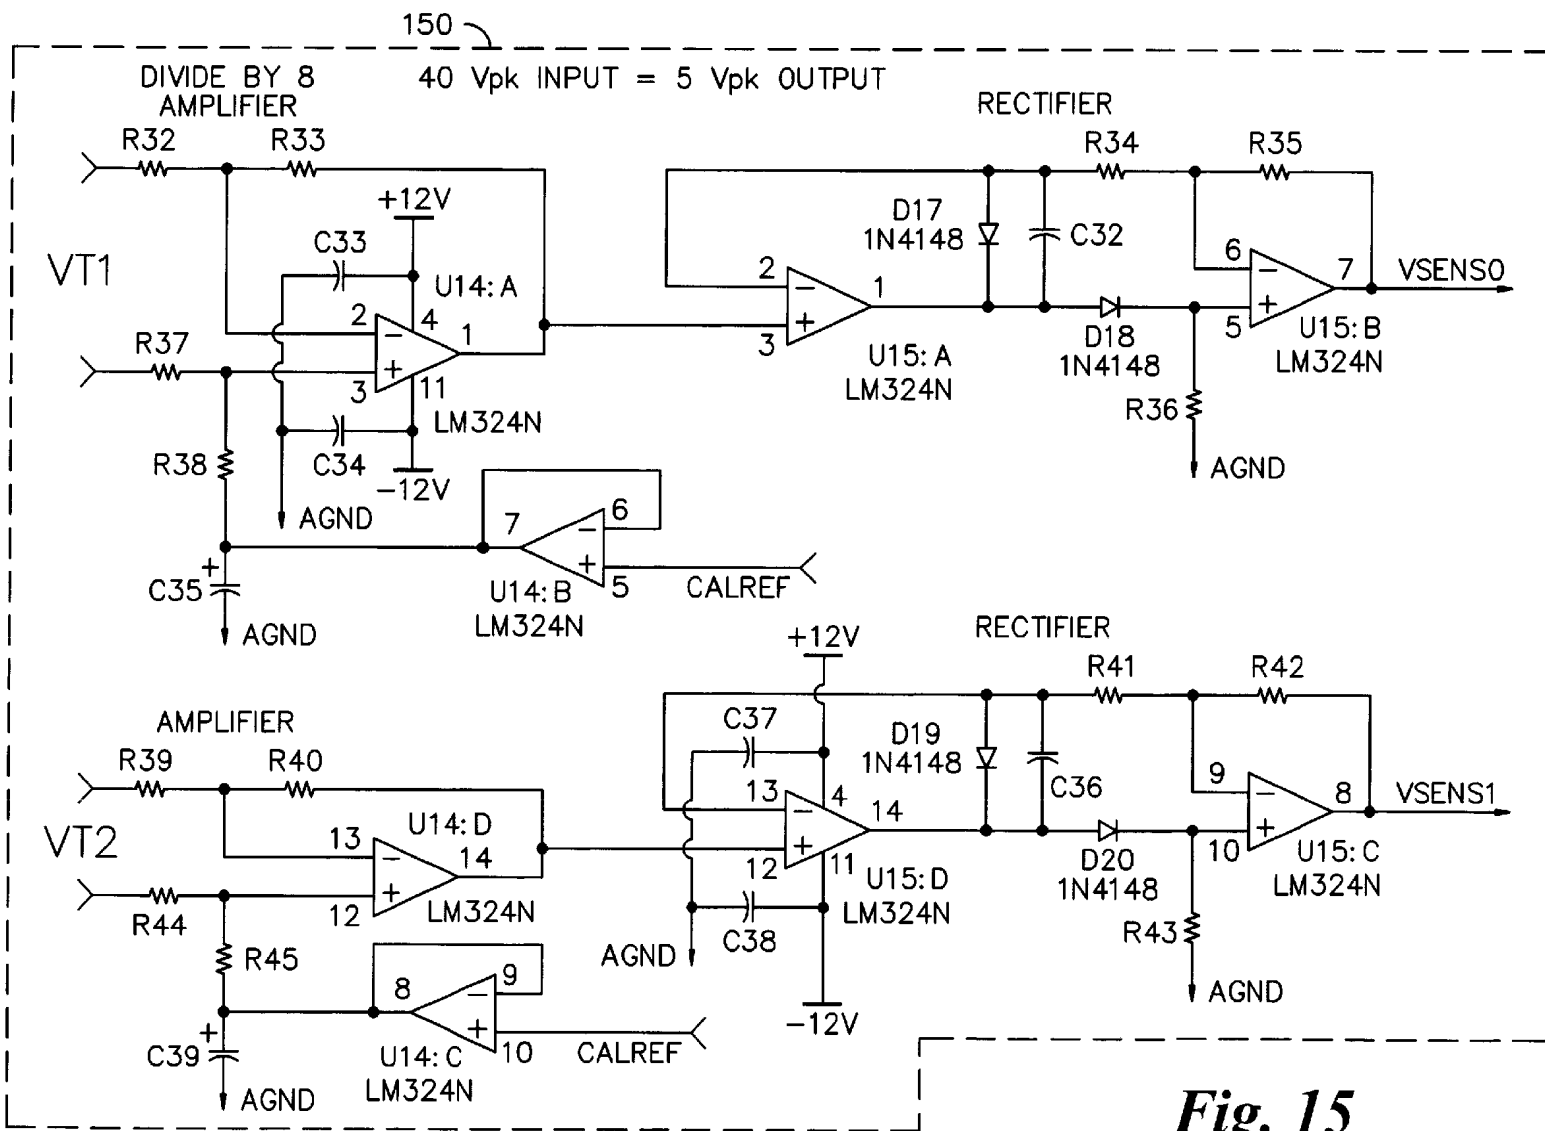 150
DIVIDE BY 8 40 Vpk INPUT = 5 Vpk OUTPUT
AMPLIFIER
RECTIFIER
R32 R33 R34 R35
+12V
D17
1N4148
C32
C33
VT1
U14:A
2 4 1
3 11
LM324N
2 1
3
U15:A
LM324N
6 7
5
VSENS0
U15:B
LM324N
D18
1N4148
R37
R36
AGND
R38
C34
-12V
AGND
7 6
5
U14:B
LM324N
CALREF
C35
+
AGND
+12V
RECTIFIER
R41 R42
AMPLIFIER
C37
D19
1N4148
C36
R39 R40
VT2
U14:D
13 14
12
LM324N
13 4 14
12 11
U15:D
LM324N
9 8
10
VSENS1
U15:C
LM324N
D20
1N4148
R44
R43
AGND
R45
C38
AGND
-12V
8 9
10
U14:C
LM324N
CALREF
C39
+
AGND
Fig. 15